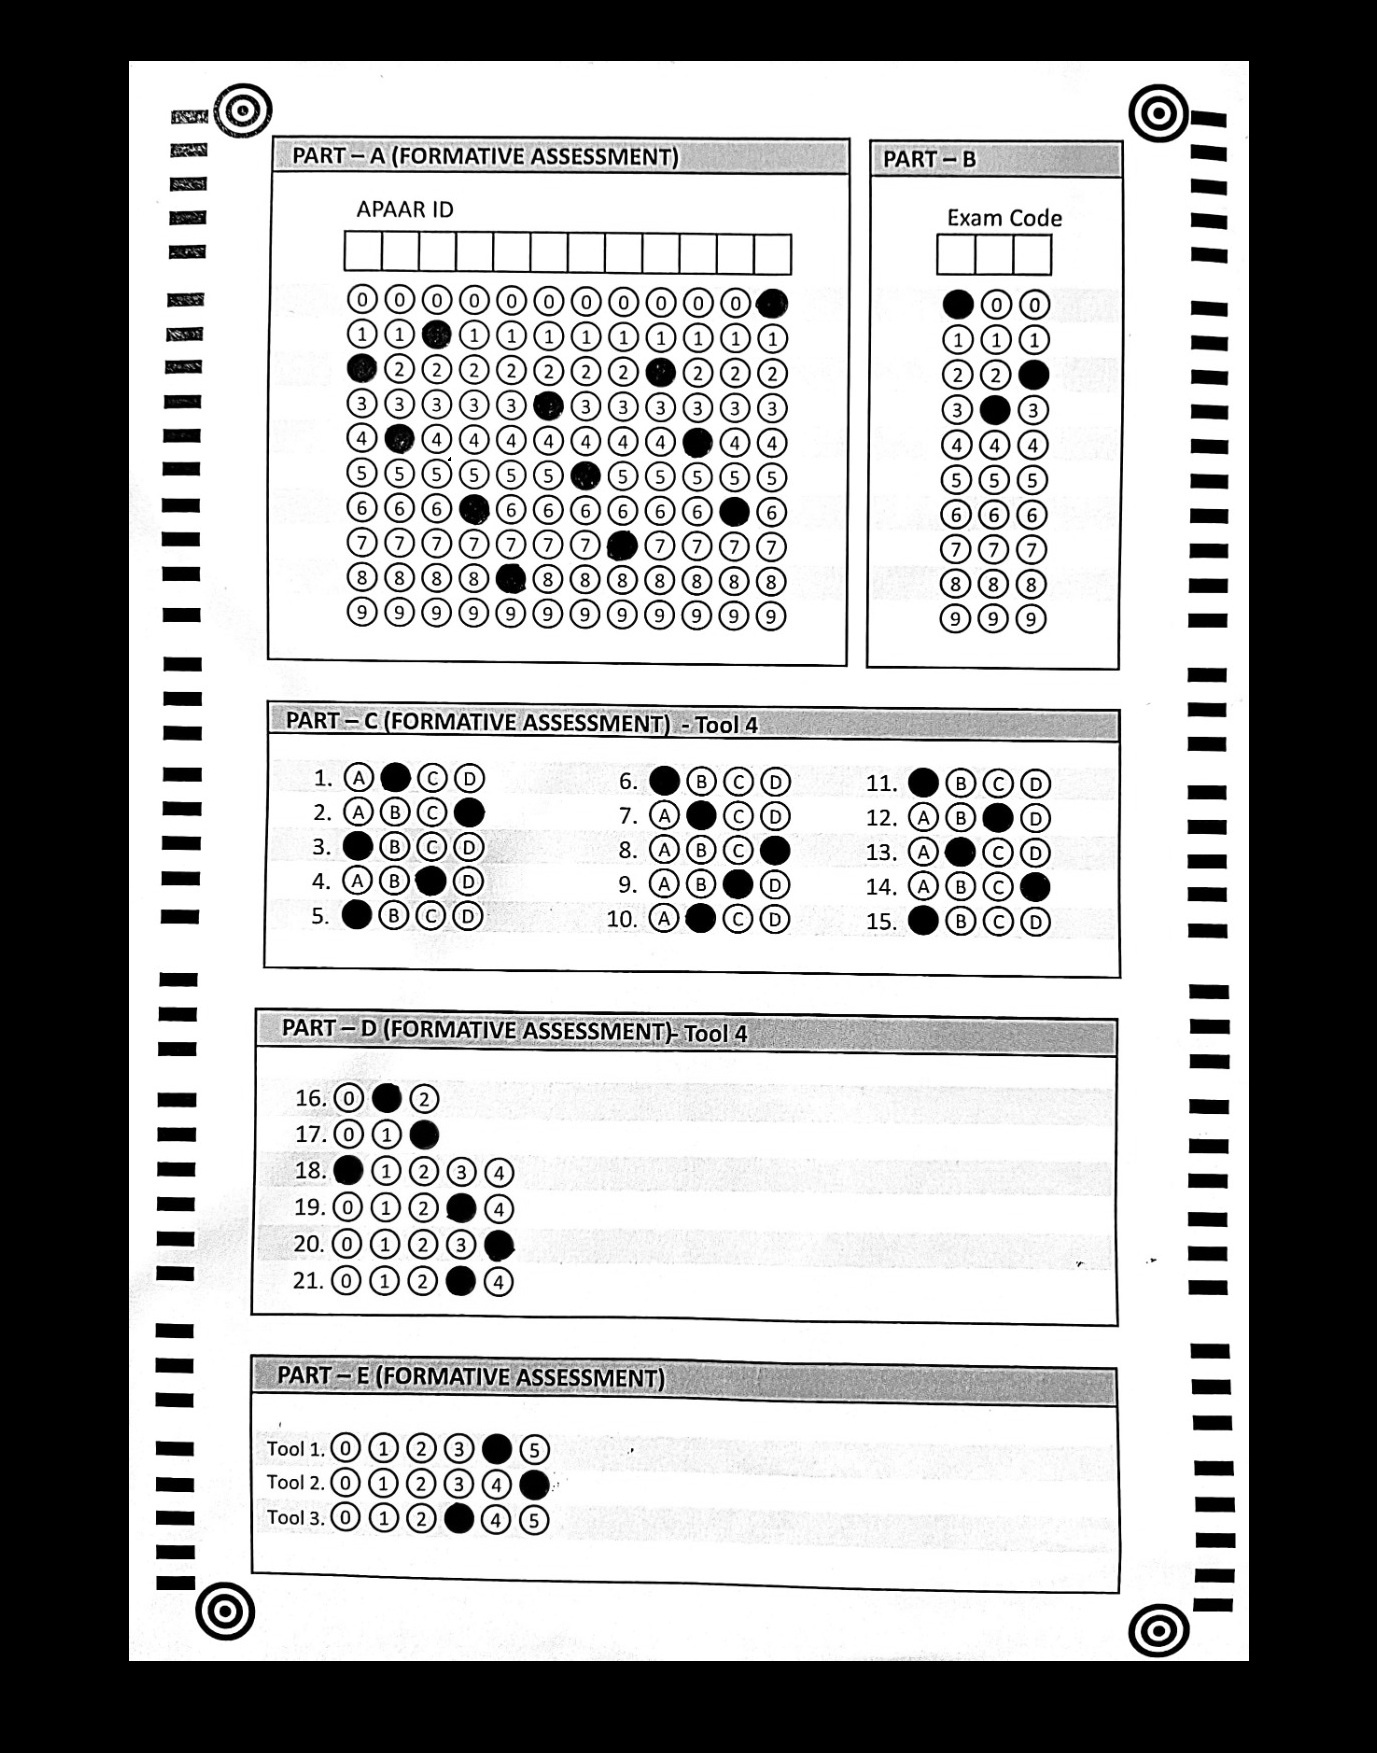 PART – A (FORMATIVE ASSESSMENT)
APAAR ID
0 0 0 0 0 0 0 0 0 0 0
1 1 1 1 1 1 1 1 1 1 1
2 2 2 2 2 2 2 2 2 2
3 3 3 3 3 3 3 3 3 3 3
4 4 4 4 4 4 4 4 4 4
5 5 5 5 5 5 5 5 5 5 5
6 6 6 6 6 6 6 6 6 6
7 7 7 7 7 7 7 7 7 7 7
8 8 8 8 8 8 8 8 8 8 8
9 9 9 9 9 9 9 9 9 9 9 9
PART – B
Exam Code
0 0
1 1 1
2 2
3 3
4 4 4
5 5 5
6 6 6
7 7 7
8 8 8
9 9 9
PART – C (FORMATIVE ASSESSMENT) - Tool 4
1. A C D
2. A B C
3. B C D
4. A B D
5. B C D
6. B C D
7. A C D
8. A B C
9. A B D
10. A C D
11. B C D
12. A B D
13. A C D
14. A B C
15. B C D
PART – D (FORMATIVE ASSESSMENT)- Tool 4
16. 0 2
17. 0 1
18. 1 2 3 4
19. 0 1 2 4
20. 0 1 2 3
21. 0 1 2 4
PART – E (FORMATIVE ASSESSMENT)
Tool 1. 0 1 2 3 5
Tool 2. 0 1 2 3 4
Tool 3. 0 1 2 4 5